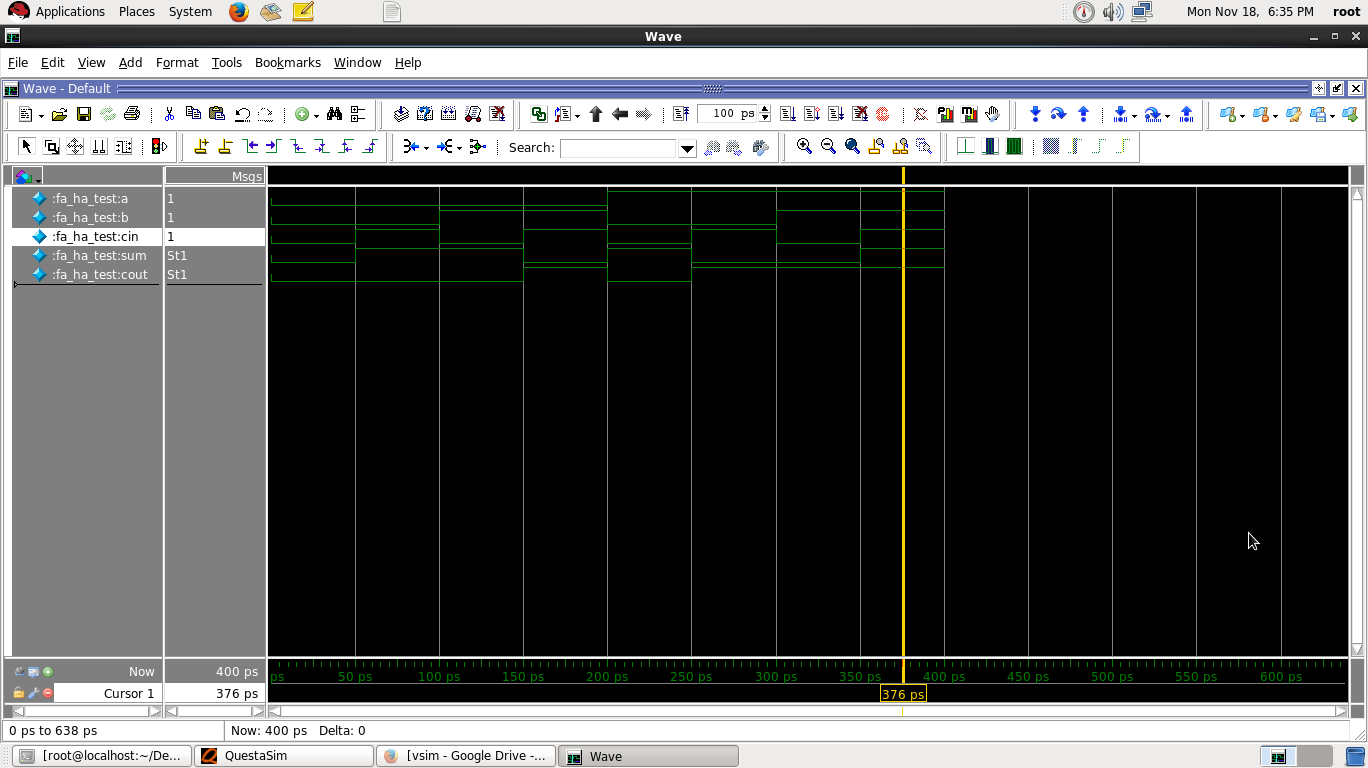 Applications Places System Mon Nov 18, 6:35 PM root
Wave
File Edit View Add Format Tools Bookmarks Window Help
Wave - Default
100 ps
Search:
Msgs
:fa_ha_test:a 1
:fa_ha_test:b 1
:fa_ha_test:cin 1
:fa_ha_test:sum St1
:fa_ha_test:cout St1
Now 400 ps ps 50 ps 100 ps 150 ps 200 ps 250 ps 300 ps 350 ps 400 ps 450 ps 500 ps 550 ps 600 ps
Cursor 1 376 ps 376 ps
0 ps to 638 ps Now: 400 ps Delta: 0
[root@localhost:~/De... QuestaSim [vsim - Google Drive -... Wave